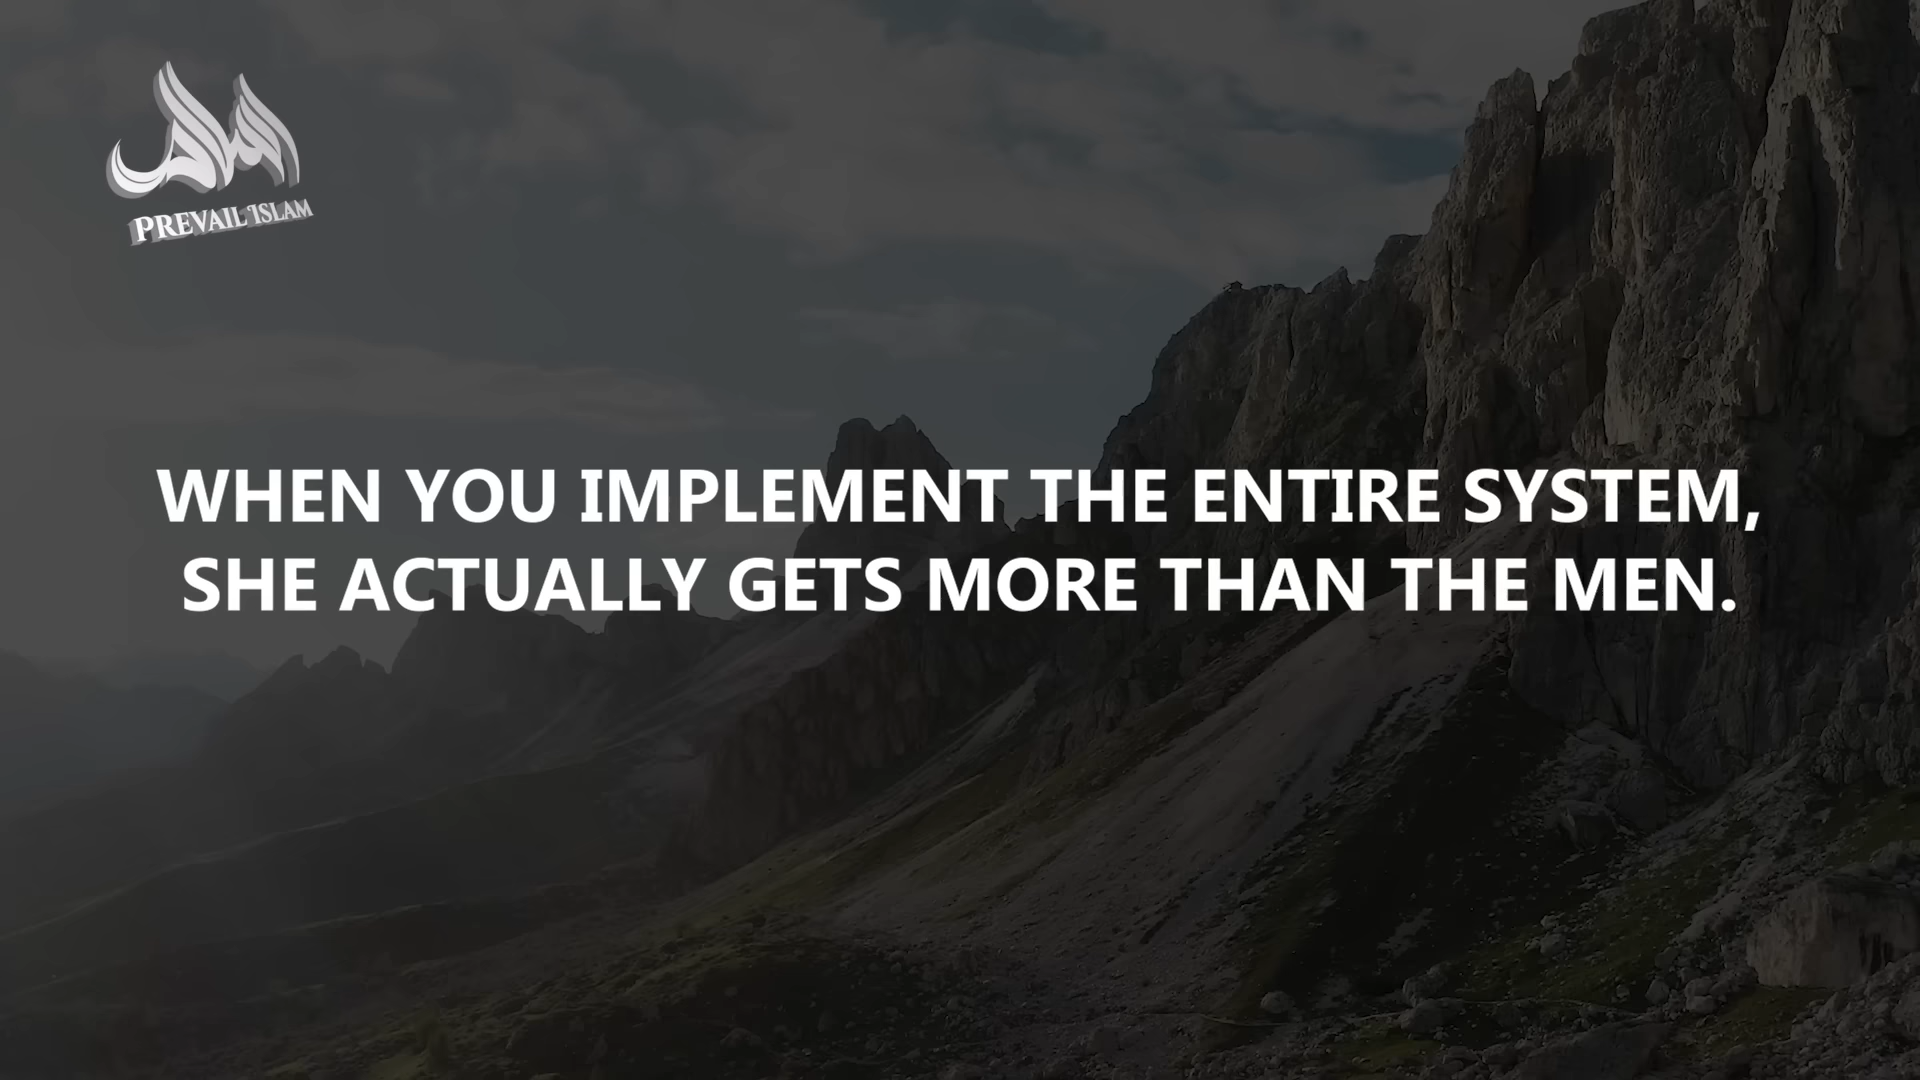 PREVAIL ISLAM
WHEN YOU IMPLEMENT THE ENTIRE SYSTEM,
SHE ACTUALLY GETS MORE THAN THE MEN.